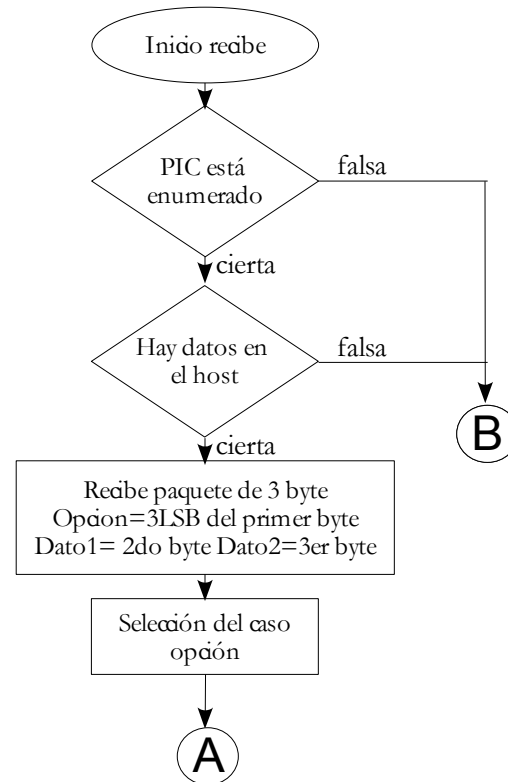 Inicio recibe
PIC está
enumerado
falsa
cierta
Hay datos en
el host
falsa
B
cierta
Recibe paquete de 3 byte
Opcion=3LSB del primer byte
Dato1= 2do byte Dato2=3er byte
Selección del caso
opción
A